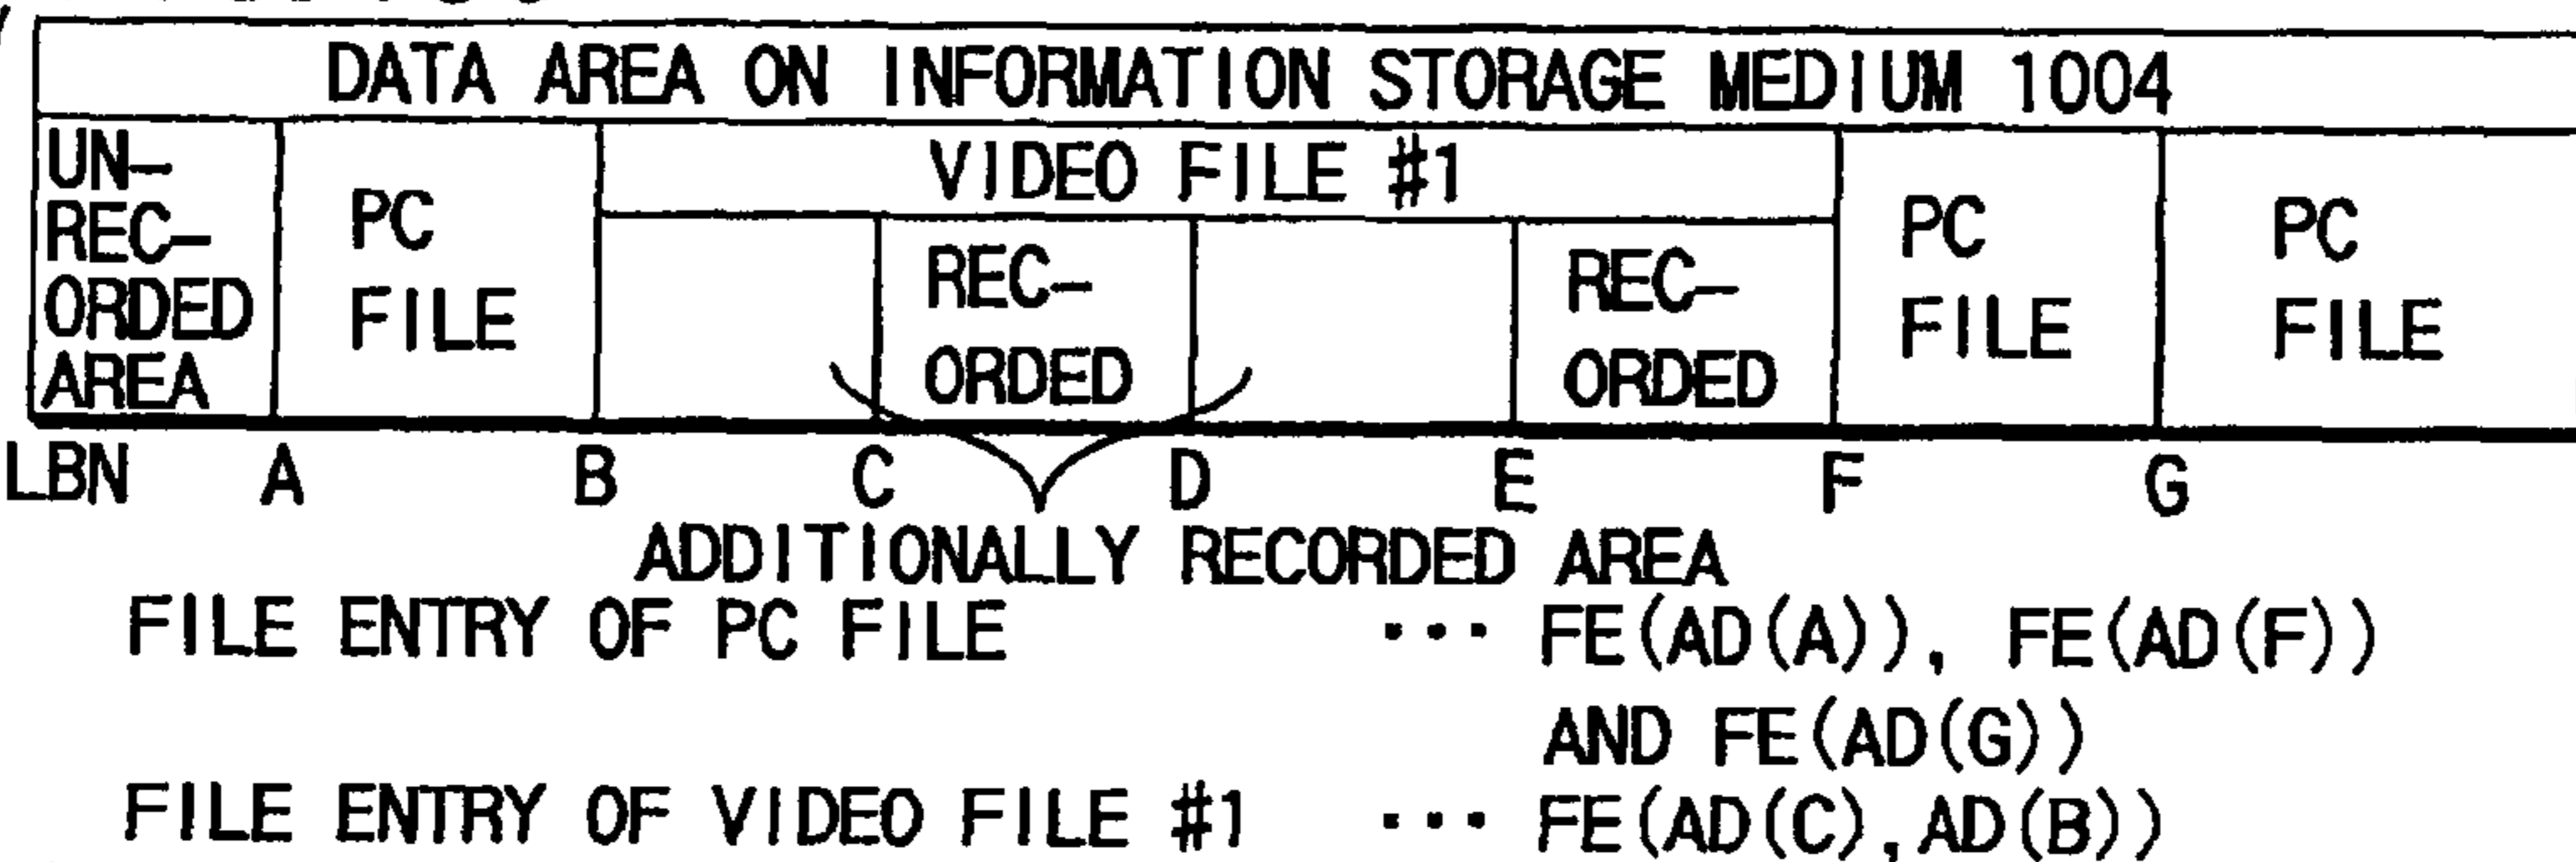 DATA AREA ON INFORMATION STORAGE MEDIUM 1004
UN-
REC-
ORDED
AREA
PC
FILE
VIDEO FILE #1
REC-
ORDED
REC-
ORDED
PC
FILE
PC
FILE
LBN A B C D E F G
ADDITIONALLY RECORDED AREA
FILE ENTRY OF PC FILE ··· FE(AD(A)), FE(AD(F))
AND FE(AD(G))
FILE ENTRY OF VIDEO FILE #1 ··· FE(AD(C),AD(B))